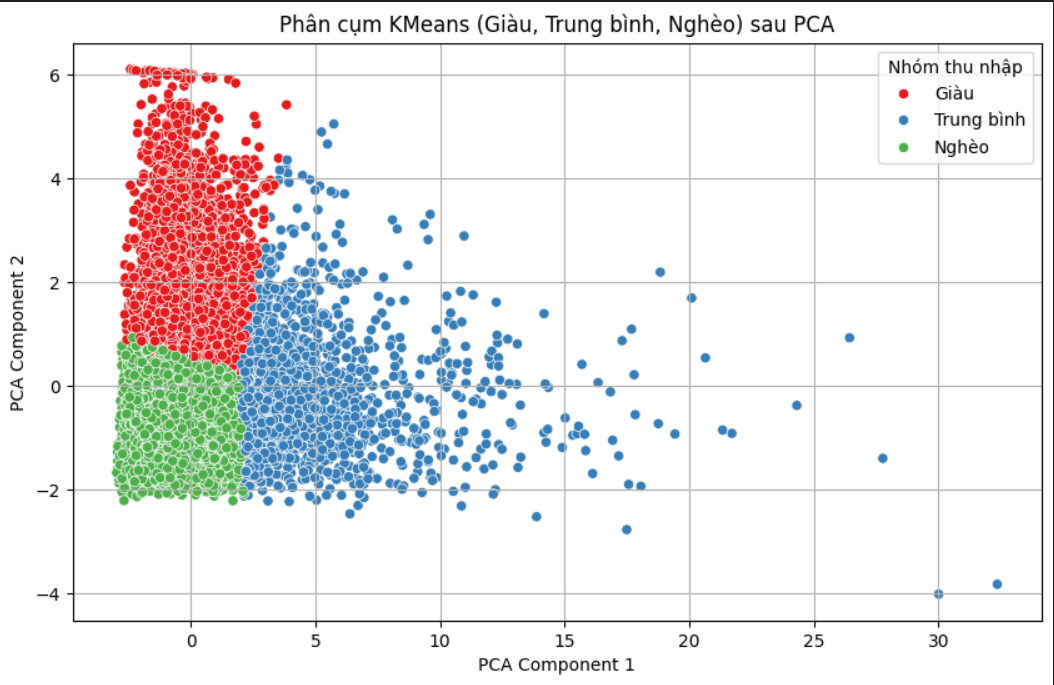 Phân cụm KMeans (Giàu, Trung bình, Nghèo) sau PCA
Nhóm thu nhập
Giàu
Trung bình
Nghèo
PCA Component 2
6
4
2
0
−2
−4
0 5 10 15 20 25 30
PCA Component 1